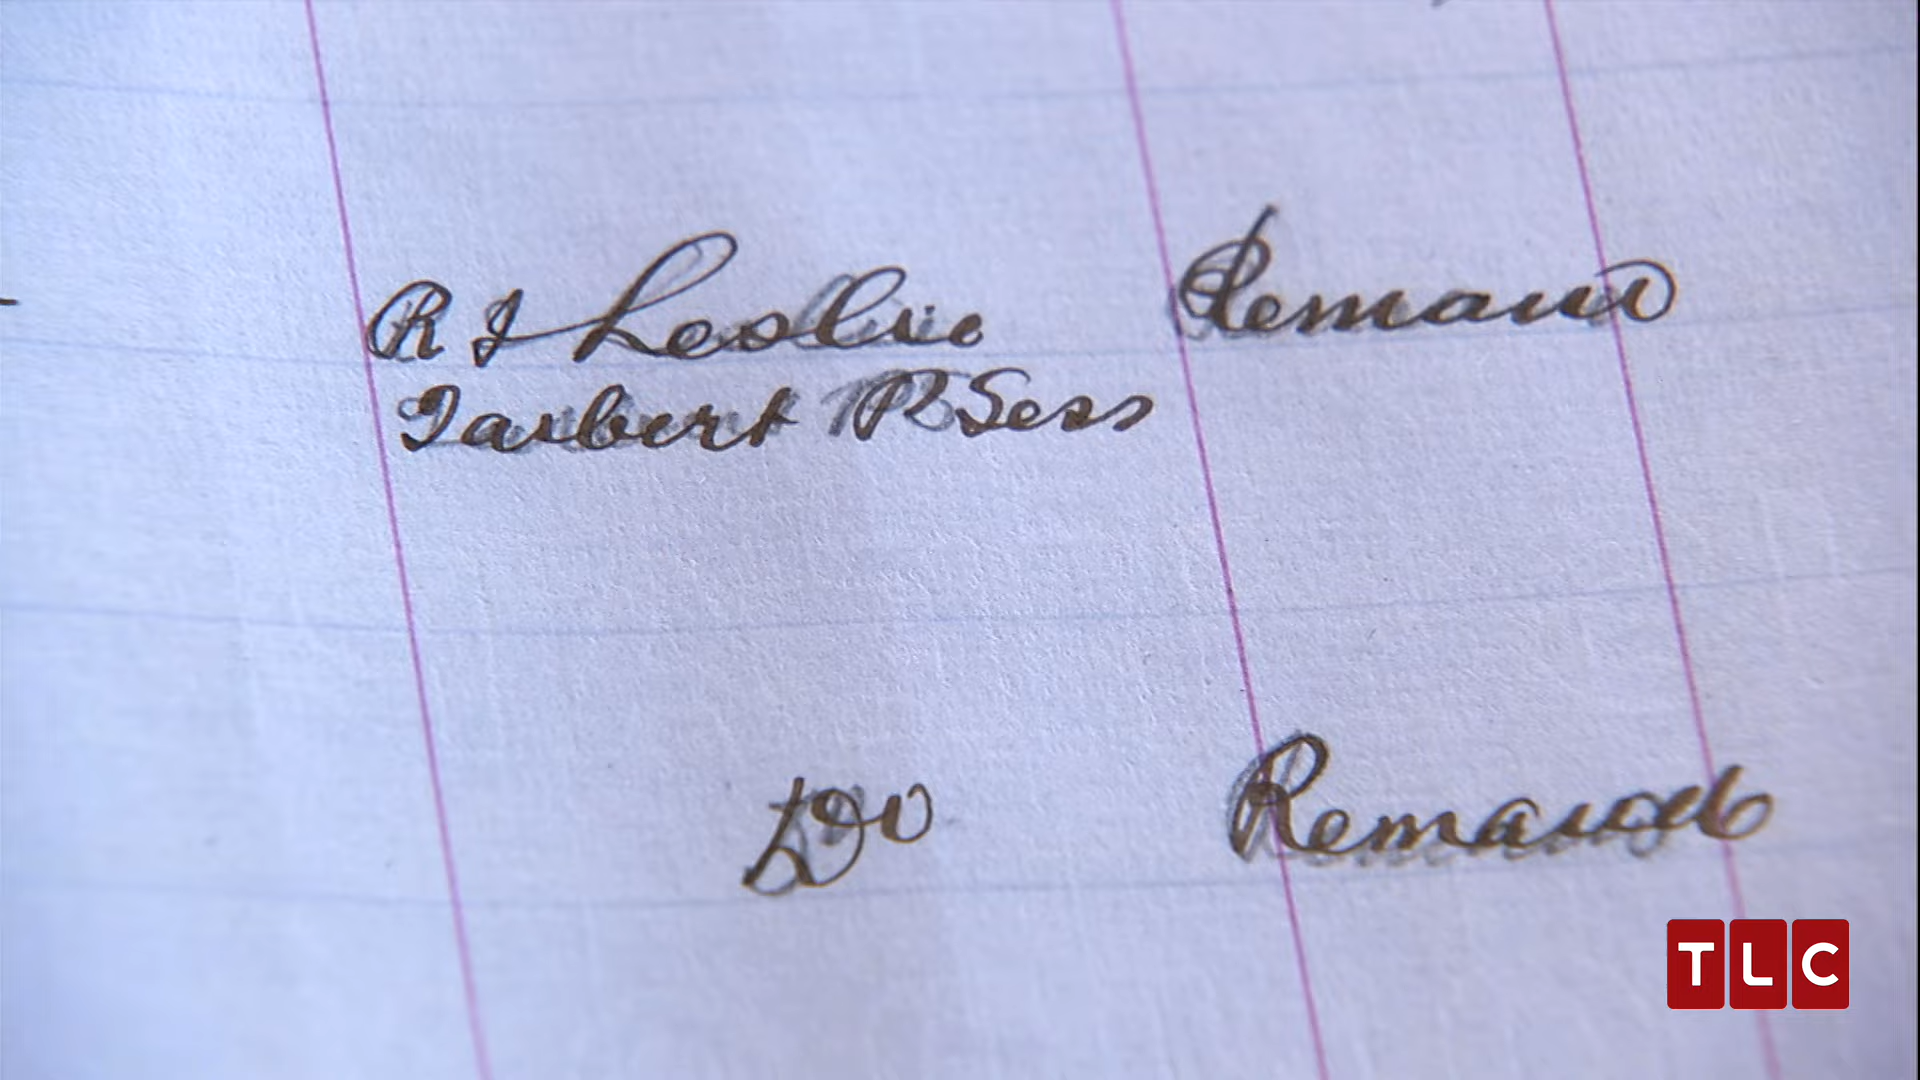 R J Leslie Remand
Tarbert P Sess
Do Remand
TLC